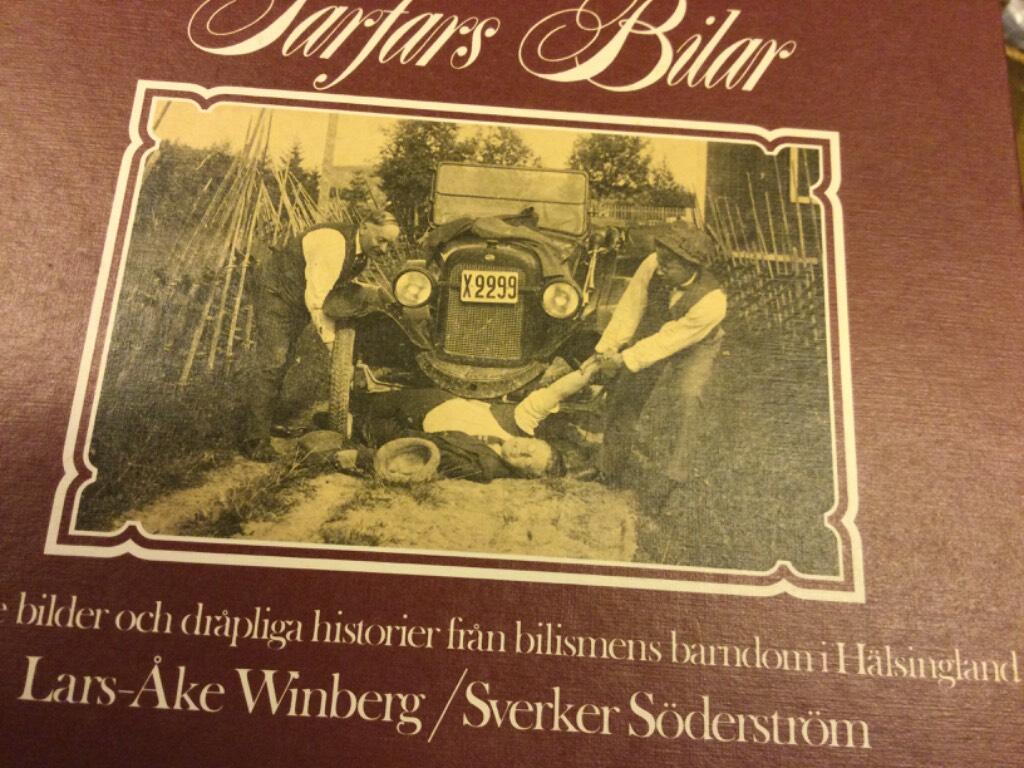 Farfars Bilar
X2299
bilder och dråpliga historier från bilismens barndom i Hälsingland
Lars-Åke Winberg / Sverker Söderström